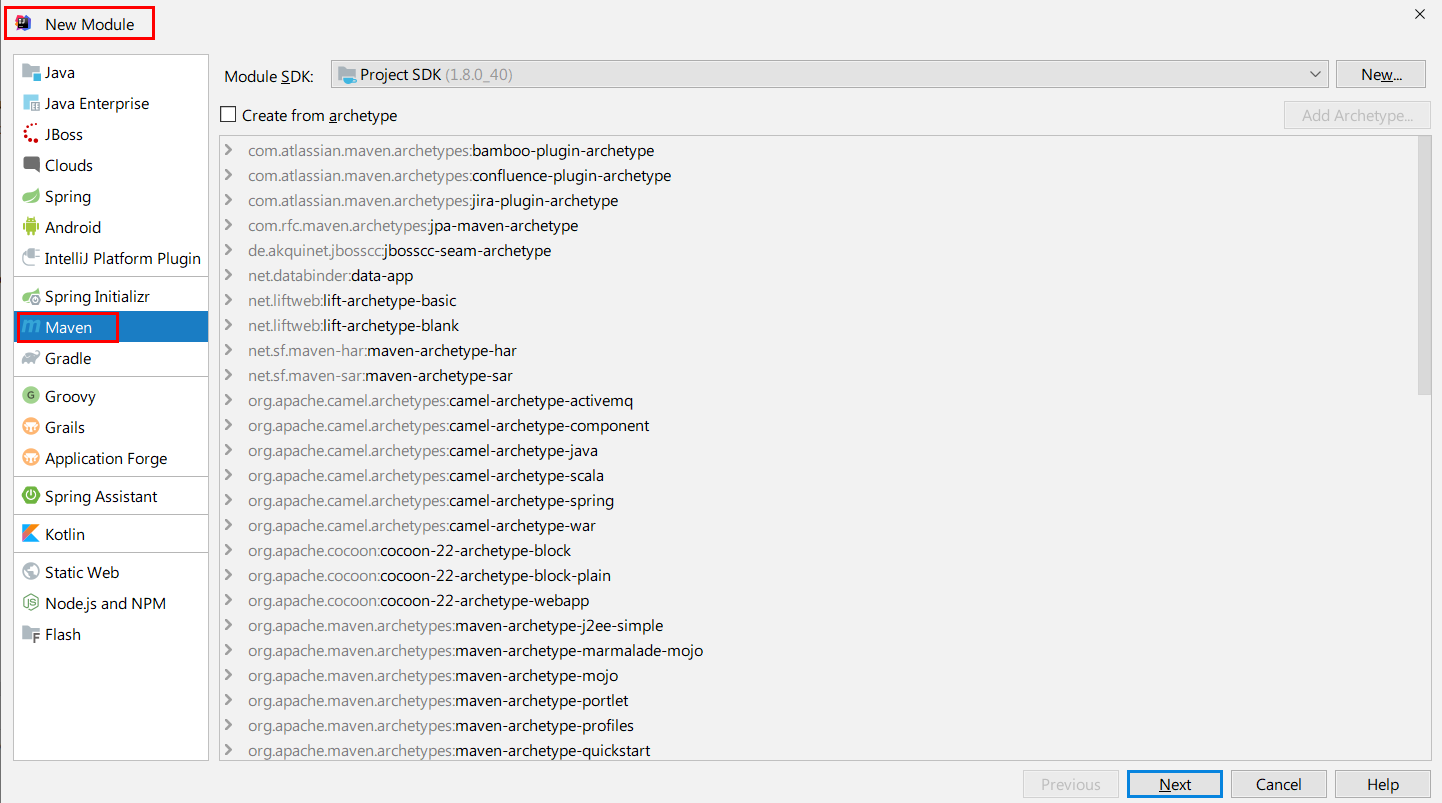 New Module
Java
Java Enterprise
JBoss
Clouds
Spring
Android
IntelliJ Platform Plugin
Spring Initializr
Maven
Gradle
Groovy
Grails
Application Forge
Spring Assistant
Kotlin
Static Web
Node.js and NPM
Flash
Module SDK: Project SDK (1.8.0_40) New...
Create from archetype Add Archetype...
com.atlassian.maven.archetypes:bamboo-plugin-archetype
com.atlassian.maven.archetypes:confluence-plugin-archetype
com.atlassian.maven.archetypes:jira-plugin-archetype
com.rfc.maven.archetypes:jpa-maven-archetype
de.akquinet.jbosscc:jbosscc-seam-archetype
net.databinder:data-app
net.liftweb:lift-archetype-basic
net.liftweb:lift-archetype-blank
net.sf.maven-har:maven-archetype-har
net.sf.maven-sar:maven-archetype-sar
org.apache.camel.archetypes:camel-archetype-activemq
org.apache.camel.archetypes:camel-archetype-component
org.apache.camel.archetypes:camel-archetype-java
org.apache.camel.archetypes:camel-archetype-scala
org.apache.camel.archetypes:camel-archetype-spring
org.apache.camel.archetypes:camel-archetype-war
org.apache.cocoon:cocoon-22-archetype-block
org.apache.cocoon:cocoon-22-archetype-block-plain
org.apache.cocoon:cocoon-22-archetype-webapp
org.apache.maven.archetypes:maven-archetype-j2ee-simple
org.apache.maven.archetypes:maven-archetype-marmalade-mojo
org.apache.maven.archetypes:maven-archetype-mojo
org.apache.maven.archetypes:maven-archetype-portlet
org.apache.maven.archetypes:maven-archetype-profiles
org.apache.maven.archetypes:maven-archetype-quickstart
Previous Next Cancel Help